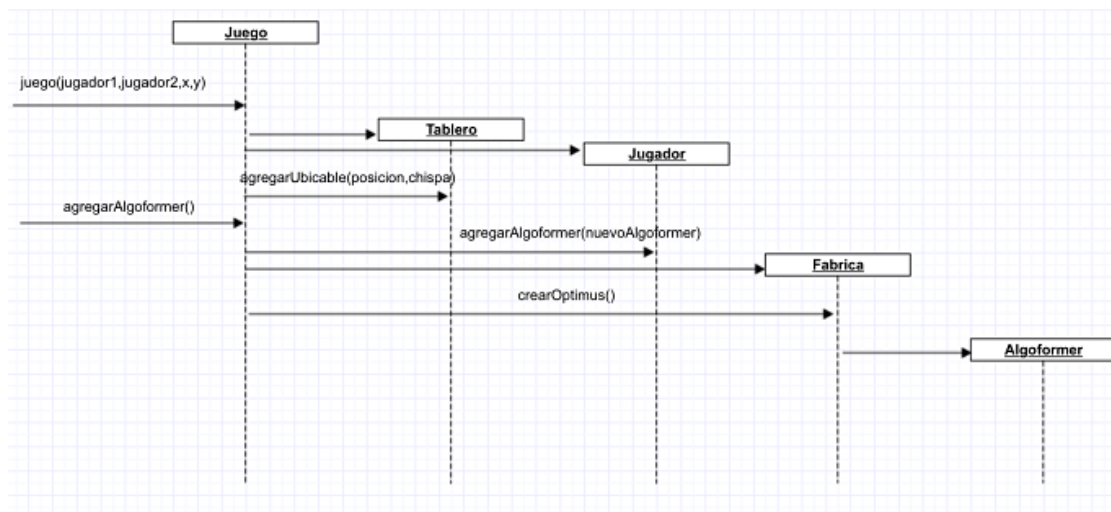 Juego
juego(jugador1,jugador2,x,y)
Tablero
Jugador
agregarUbicable(posicion,chispa)
agregarAlgoformer()
agregarAlgoformer(nuevoAlgoformer)
Fabrica
crearOptimus()
Algoformer